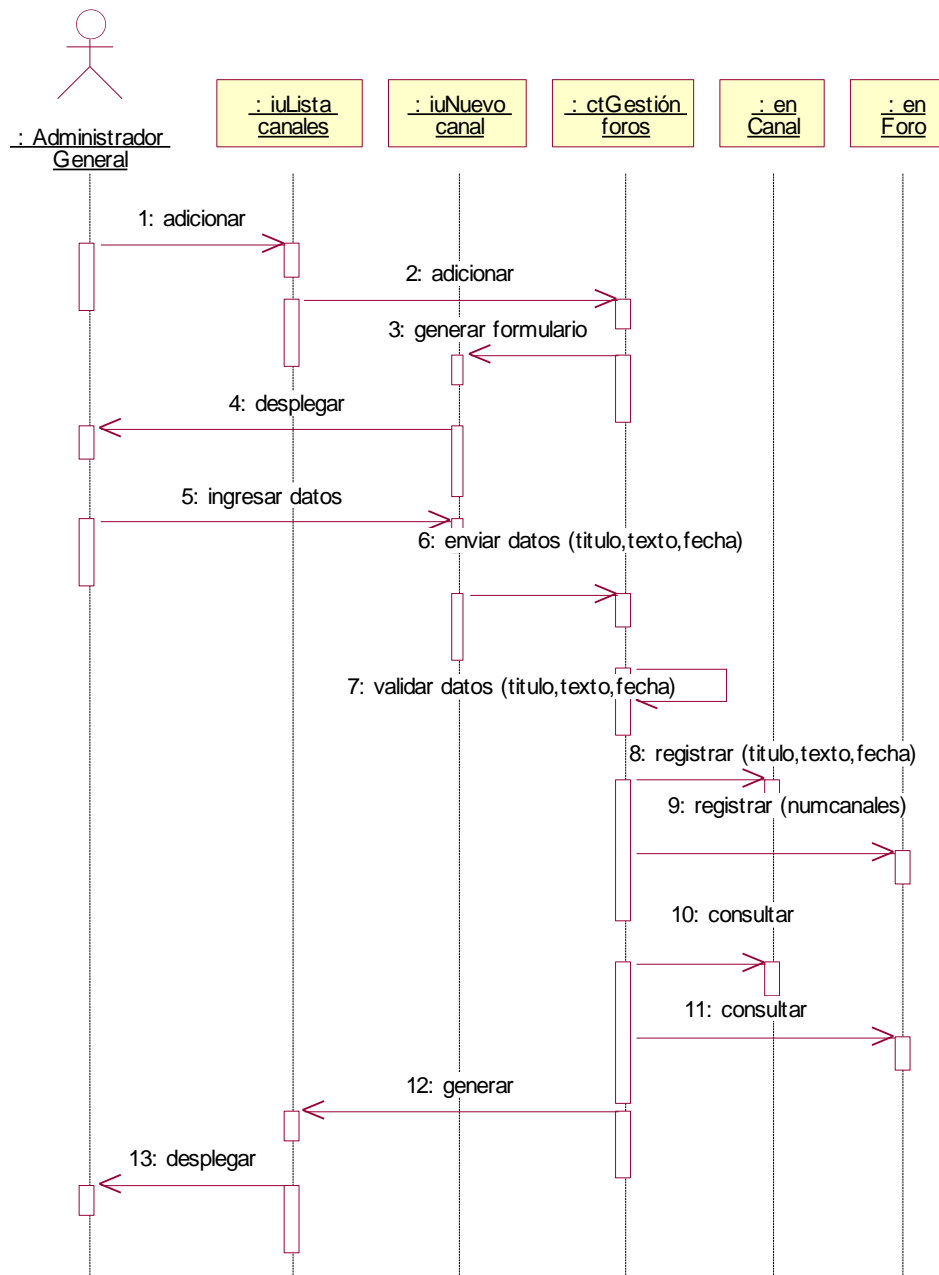 : iuLista
canales
: iuNuevo
canal
: ctGestión
foros
: en
Canal
: en
Foro
: Administrador
General
1: adicionar
2: adicionar
3: generar formulario
4: desplegar
5: ingresar datos
6: enviar datos (titulo,texto,fecha)
7: validar datos (titulo,texto,fecha)
8: registrar (titulo,texto,fecha)
9: registrar (numcanales)
10: consultar
11: consultar
12: generar
13: desplegar